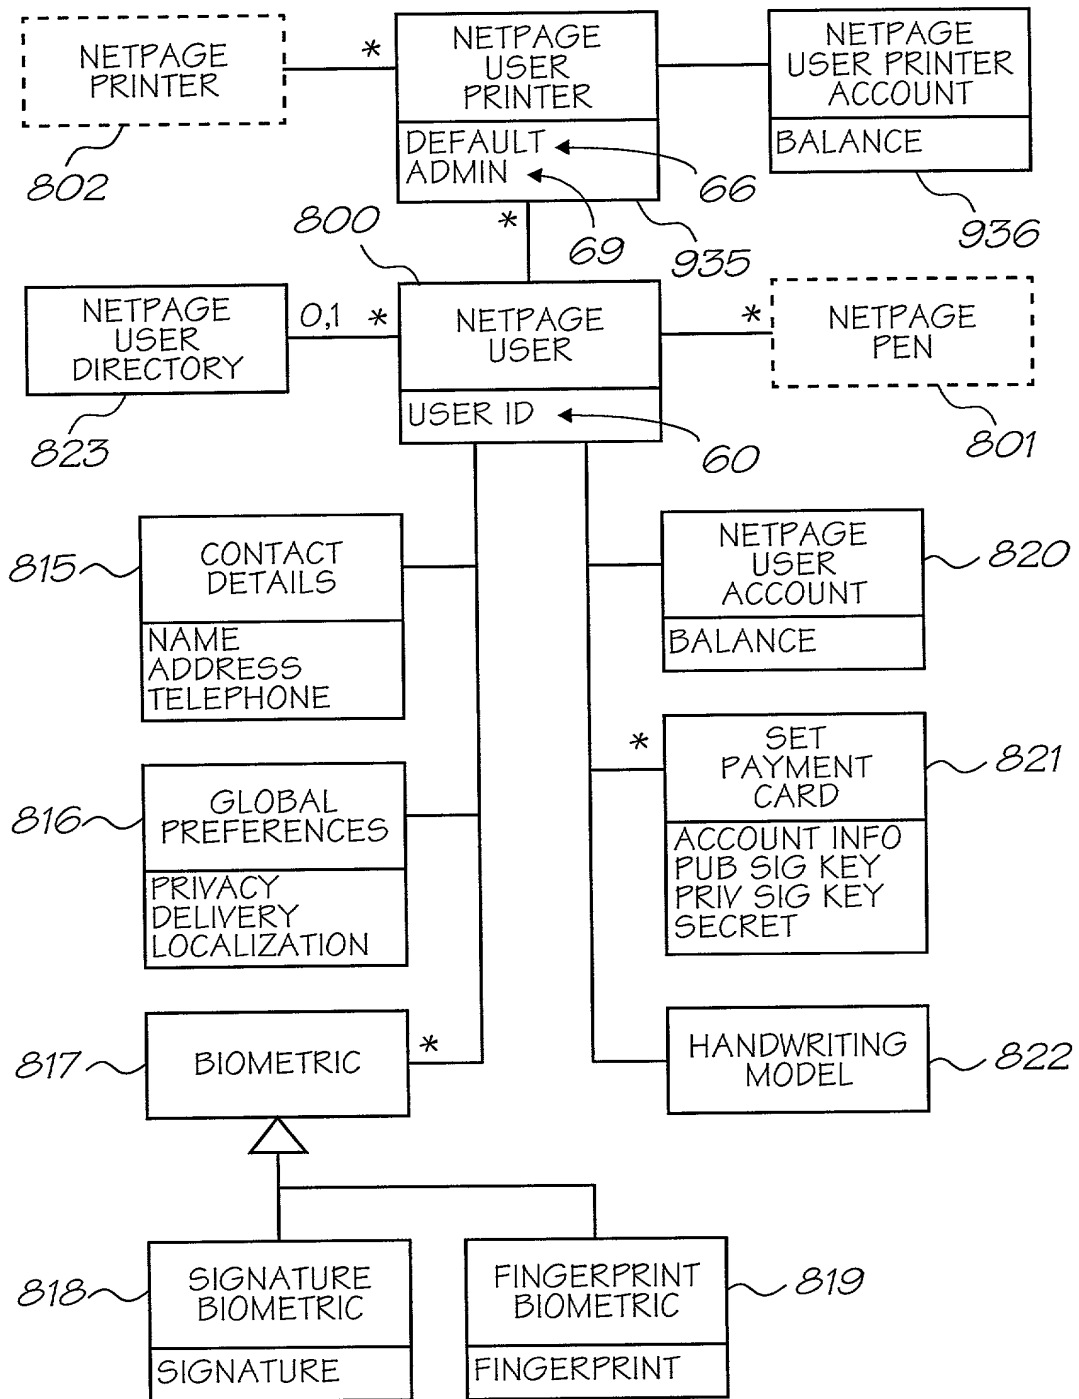 NETPAGE
PRINTER
802
*
NETPAGE
USER
PRINTER
DEFAULT
ADMIN
66
69
935
*
NETPAGE
USER PRINTER
ACCOUNT
BALANCE
936
800
NETPAGE
USER
DIRECTORY
823
0,1
*
NETPAGE
USER
USER ID
60
*
NETPAGE
PEN
801
815
CONTACT
DETAILS
NAME
ADDRESS
TELEPHONE
NETPAGE
USER
ACCOUNT
BALANCE
820
816
GLOBAL
PREFERENCES
PRIVACY
DELIVERY
LOCALIZATION
*
SET
PAYMENT
CARD
ACCOUNT INFO
PUB SIG KEY
PRIV SIG KEY
SECRET
821
817
BIOMETRIC
*
HANDWRITING
MODEL
822
818
SIGNATURE
BIOMETRIC
SIGNATURE
FINGERPRINT
BIOMETRIC
FINGERPRINT
819